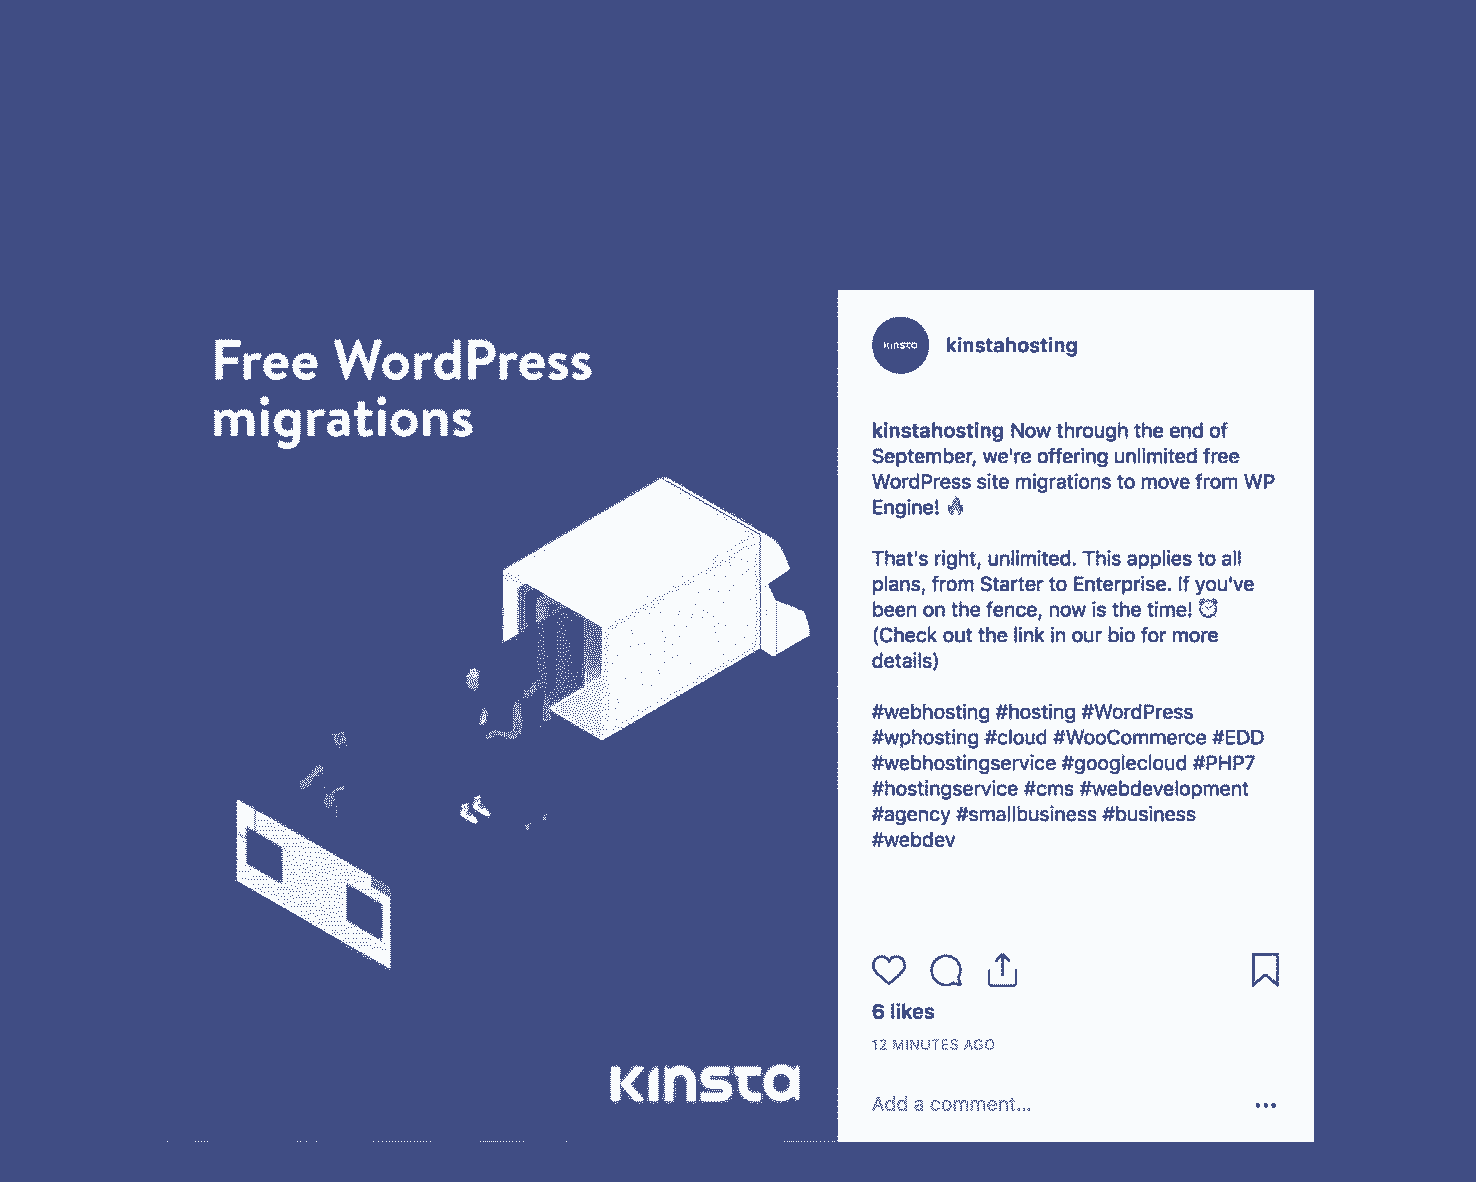 Free WordPress
migrations
KINSTA
KINSTA
kinstahosting
kinstahosting Now through the end of
September, we're offering unlimited free
WordPress site migrations to move from WP
Engine! 🔥
That's right, unlimited. This applies to all
plans, from Starter to Enterprise. If you've
been on the fence, now is the time! ⏰
(Check out the link in our bio for more
details)
#webhosting #hosting #WordPress
#wphosting #cloud #WooCommerce #EDD
#webhostingservice #googlecloud #PHP7
#hostingservice #cms #webdevelopment
#agency #smallbusiness #business
#webdev
6 likes
12 MINUTES AGO
Add a comment...